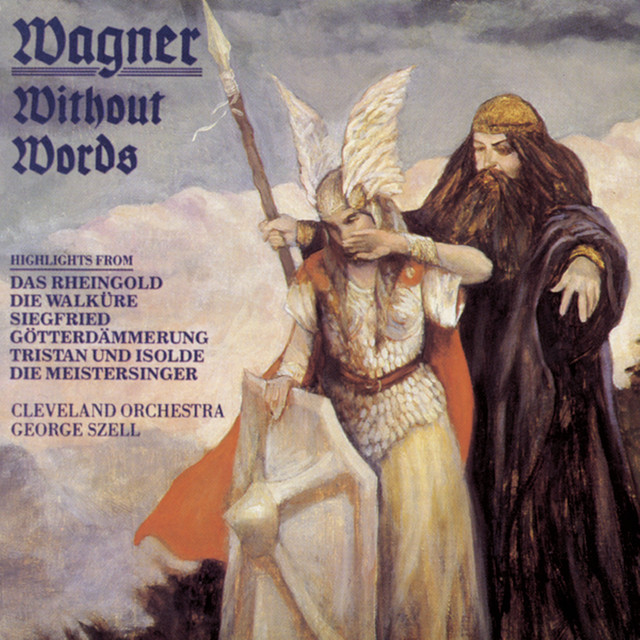 Wagner
Without
Words
HIGHLIGHTS FROM
DAS RHEINGOLD
DIE WALKÜRE
SIEGFRIED
GÖTTERDÄMMERUNG
TRISTAN UND ISOLDE
DIE MEISTERSINGER
CLEVELAND ORCHESTRA
GEORGE SZELL